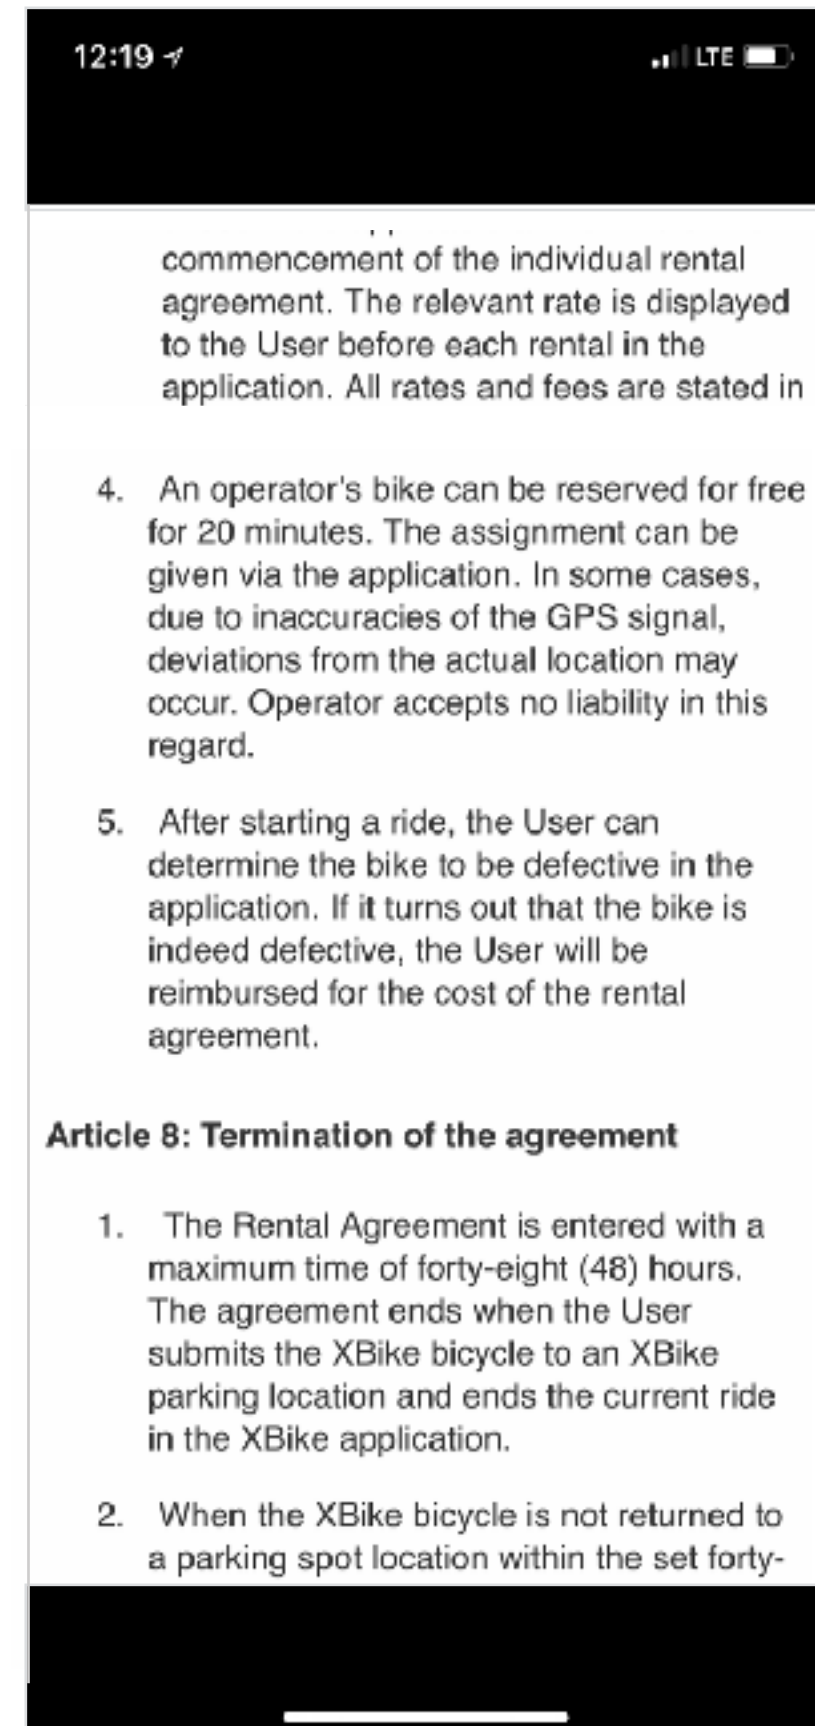 12:19
LTE
commencement of the individual rental
agreement. The relevant rate is displayed
to the User before each rental in the
application. All rates and fees are stated in
4. An operator's bike can be reserved for free
for 20 minutes. The assignment can be
given via the application. In some cases,
due to inaccuracies of the GPS signal,
deviations from the actual location may
occur. Operator accepts no liability in this
regard.
5. After starting a ride, the User can
determine the bike to be defective in the
application. If it turns out that the bike is
indeed defective, the User will be
reimbursed for the cost of the rental
agreement.
Article 8: Termination of the agreement
1. The Rental Agreement is entered with a
maximum time of forty-eight (48) hours.
The agreement ends when the User
submits the XBike bicycle to an XBike
parking location and ends the current ride
in the XBike application.
2. When the XBike bicycle is not returned to
a parking spot location within the set forty-